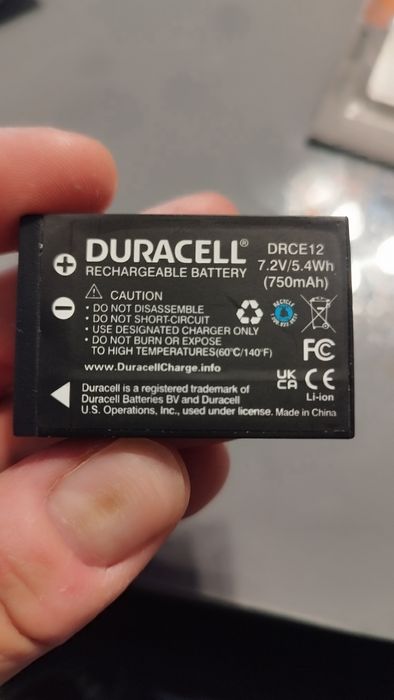 DURACELL®
RECHARGEABLE BATTERY
DRCE12
7.2V/5.4Wh
(750mAh)
CAUTION
• DO NOT DISASSEMBLE
• DO NOT SHORT-CIRCUIT
• USE DESIGNATED CHARGER ONLY
• DO NOT BURN OR EXPOSE
TO HIGH TEMPERATURES(60°C/140°F)
www.DuracellCharge.info
RECYCLE
FC
UK
CA
CE
Li-ion
Duracell is a registered trademark of
Duracell Batteries BV and Duracell
U.S. Operations, Inc., used under license. Made in China